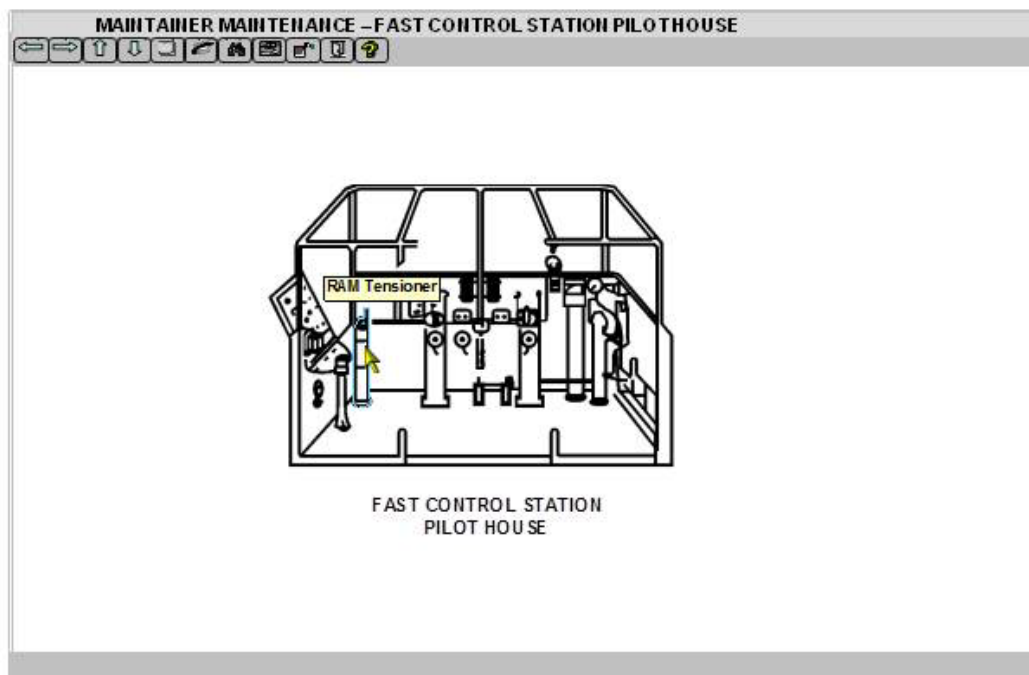 MAINTAINER MAINTENANCE – FAST CONTROL STATION PILOTHOUSE
RAM Tensioner
FAST CONTROL STATION
PILOT HOUSE